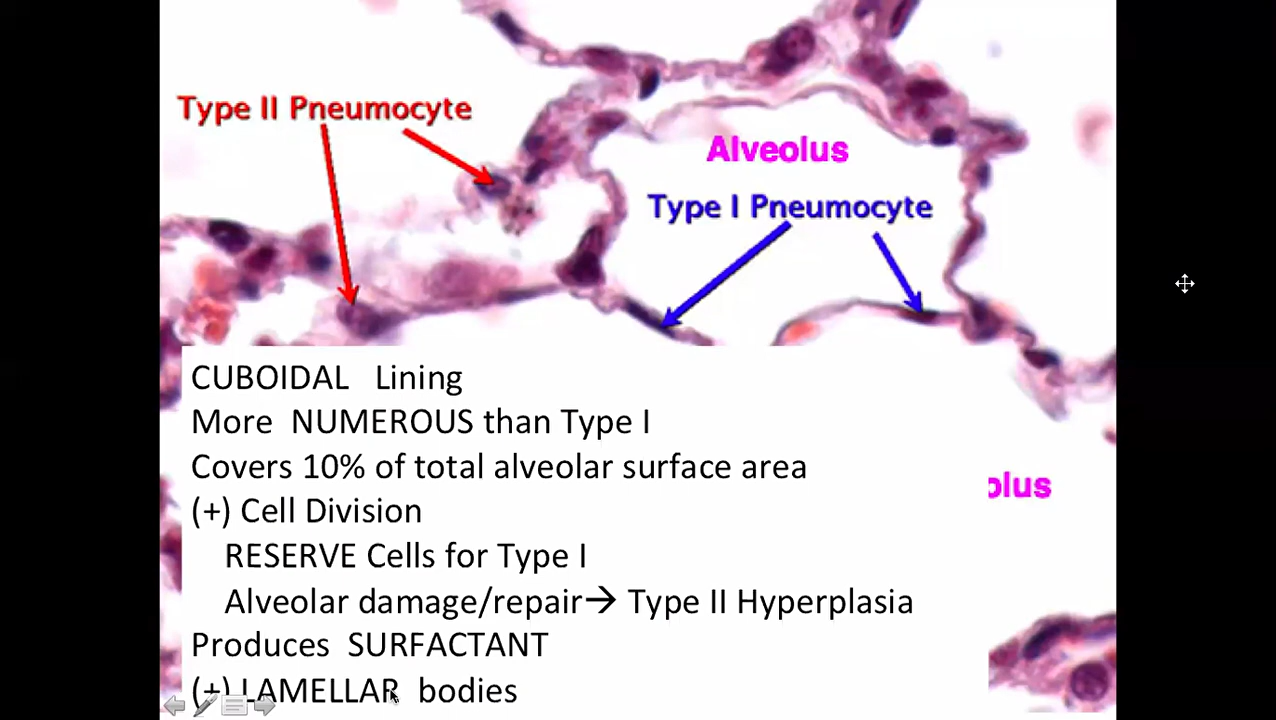 Type II Pneumocyte
Alveolus
Type I Pneumocyte
CUBOIDAL Lining
More NUMEROUS than Type I
Covers 10% of total alveolar surface area
olus
(+) Cell Division
RESERVE Cells for Type I
Alveolar damage/repair→ Type II Hyperplasia
Produces SURFACTANT
(+) LAMELLAR bodies